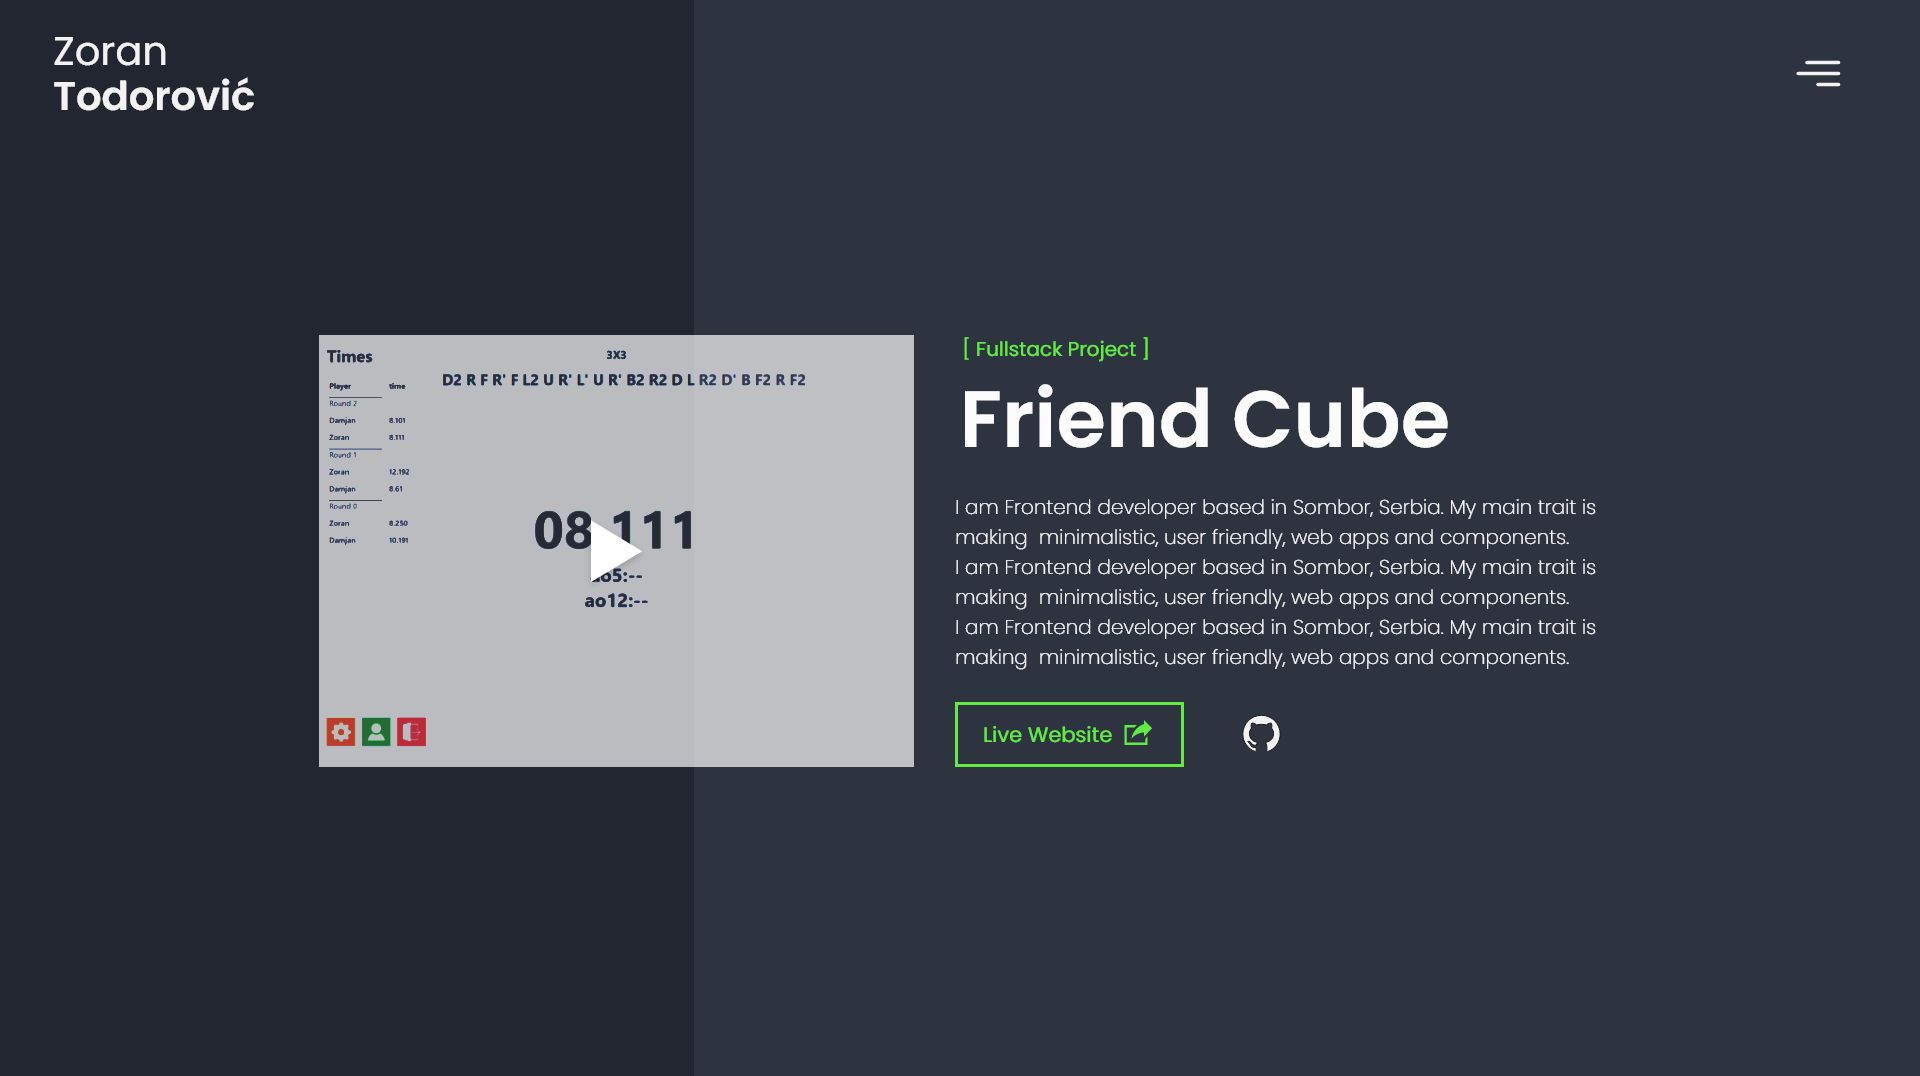 Zoran
Todorović
Times
Player time
Round 2
Damjan 8.101
Zoran 8.111
Round 1
Zoran 12.192
Damjan 8.61
Round 0
Zoran 8.250
Damjan 10.191
3X3
D2 R F R' F L2 U R' L' U R' B2 R2 D L R2 D' B F2 R F2
08.111
ao5:--
ao12:--
[ Fullstack Project ]
Friend Cube
I am Frontend developer based in Sombor, Serbia. My main trait is
making minimalistic, user friendly, web apps and components.
I am Frontend developer based in Sombor, Serbia. My main trait is
making minimalistic, user friendly, web apps and components.
I am Frontend developer based in Sombor, Serbia. My main trait is
making minimalistic, user friendly, web apps and components.
Live Website